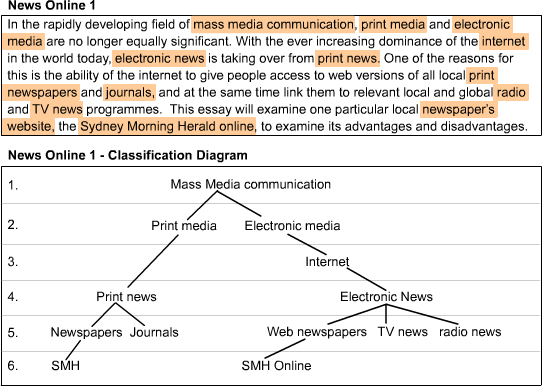 News Online 1
In the rapidly developing field of mass media communication, print media and electronic
media are no longer equally significant. With the ever increasing dominance of the internet
in the world today, electronic news is taking over from print news. One of the reasons for
this is the ability of the internet to give people access to web versions of all local print
newspapers and journals, and at the same time link them to relevant local and global radio
and TV news programmes. This essay will examine one particular local newspaper's
website, the Sydney Morning Herald online, to examine its advantages and disadvantages.
News Online 1 - Classification Diagram
1. Mass Media communication
2. Print media Electronic media
3. Internet
4. Print news Electronic News
5. Newspapers Journals Web newspapers TV news radio news
6. SMH SMH Online